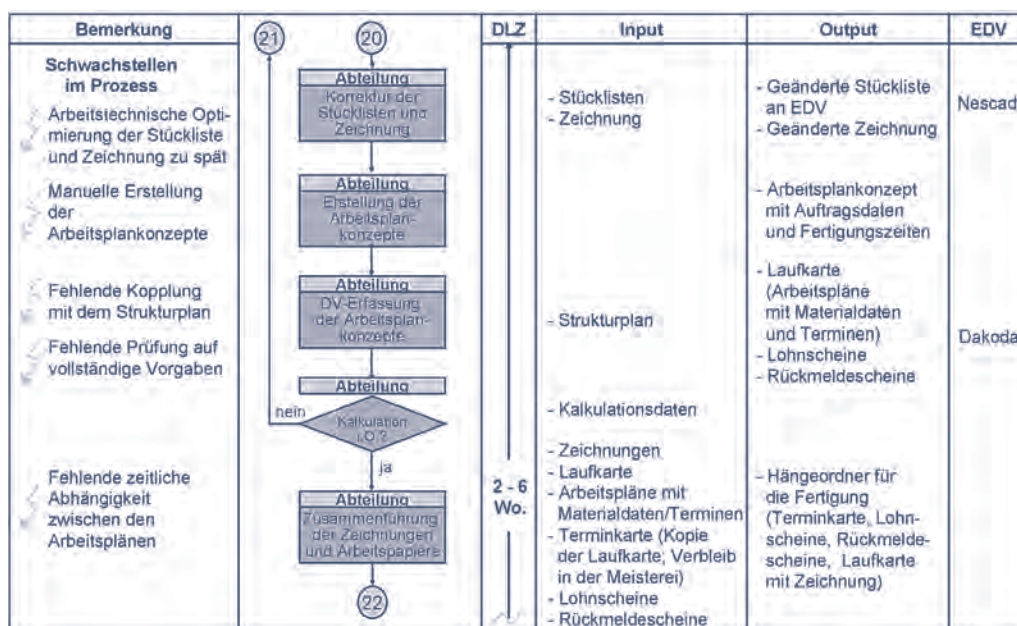 Bemerkung
21
20
DLZ
Input
Output
EDV
Schwachstellen
im Prozess
Arbeitstechnische Opti-
mierung der Stückliste
und Zeichnung zu spät
Manuelle Erstellung
der
Arbeitsplankonzepte
Fehlende Kopplung
mit dem Strukturplan
Fehlende Prüfung auf
vollständige Vorgaben
Fehlende zeitliche
Abhängigkeit
zwischen den
Arbeitsplänen
Abteilung
Korrektur der
Stücklisten und
Zeichnung
Abteilung
Erstellung der
Arbeitsplan-
konzepte
Abteilung
DV-Erfassung
der Arbeitsplan-
konzepte
Abteilung
nein
Kalkulation
i.O.?
ja
Abteilung
Zusammenführung
der Zeichnungen
und Arbeitspapiere
22
2 - 6
Wo.
- Stücklisten
- Zeichnung
- Strukturplan
- Kalkulationsdaten
- Zeichnungen
- Laufkarte
- Arbeitspläne mit
Materialdaten/Terminen
- Terminkarte (Kopie
der Laufkarte, Verbleib
in der Meisterei)
- Lohnscheine
- Rückmeldescheine
- Geänderte Stückliste
an EDV
- Geänderte Zeichnung
- Arbeitsplankonzept
mit Auftragsdaten
und Fertigungszeiten
- Laufkarte
(Arbeitspläne
mit Materialdaten
und Terminen)
- Lohnscheine
- Rückmeldescheine
- Hängeordner für
die Fertigung
(Terminkarte, Lohn-
scheine, Rückmelde-
scheine, Laufkarte
mit Zeichnung)
Nescad
Dakoda